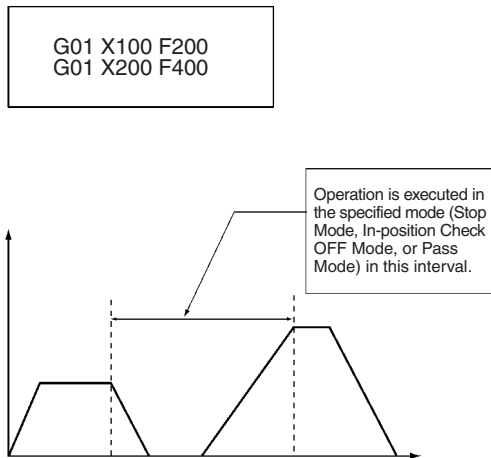 G01 X100 F200
G01 X200 F400
Operation is executed in
the specified mode (Stop
Mode, In-position Check
OFF Mode, or Pass
Mode) in this interval.